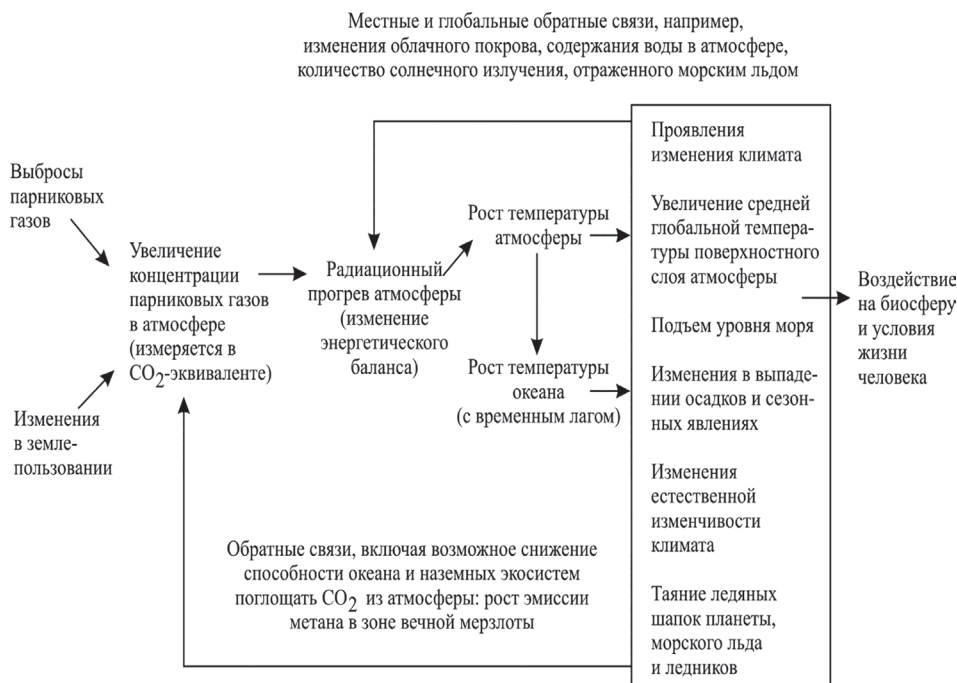 Местные и глобальные обратные связи, например,
изменения облачного покрова, содержания воды в атмосфере,
количество солнечного излучения, отраженного морским льдом
Выбросы
парниковых
газов
Изменения
в земле-
пользовании
Увеличение
концентрации
парниковых газов
в атмосфере
(измеряется в
CO₂-эквиваленте)
Радиационный
прогрев атмосферы
(изменение
энергетического
баланса)
Рост температуры
атмосферы
Рост температуры
океана
(с временным лагом)
Проявления
изменения климата
Увеличение средней
глобальной темпера-
туры поверхностного
слоя атмосферы
Подъем уровня моря
Изменения в выпаде-
нии осадков и сезон-
ных явлениях
Изменения
естественной
изменчивости
климата
Таяние ледяных
шапок планеты,
морского льда
и ледников
Воздействие
на биосферу
и условия
жизни
человека
Обратные связи, включая возможное снижение
способности океана и наземных экосистем
поглощать CO₂ из атмосферы: рост эмиссии
метана в зоне вечной мерзлоты